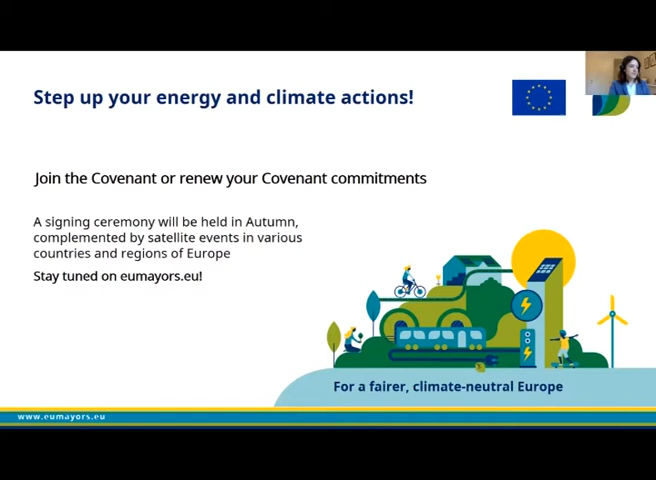 Step up your energy and climate actions!
Join the Covenant or renew your Covenant commitments
A signing ceremony will be held in Autumn,
complemented by satellite events in various
countries and regions of Europe
Stay tuned on eumayors.eu!
For a fairer, climate-neutral Europe
www.eumayors.eu